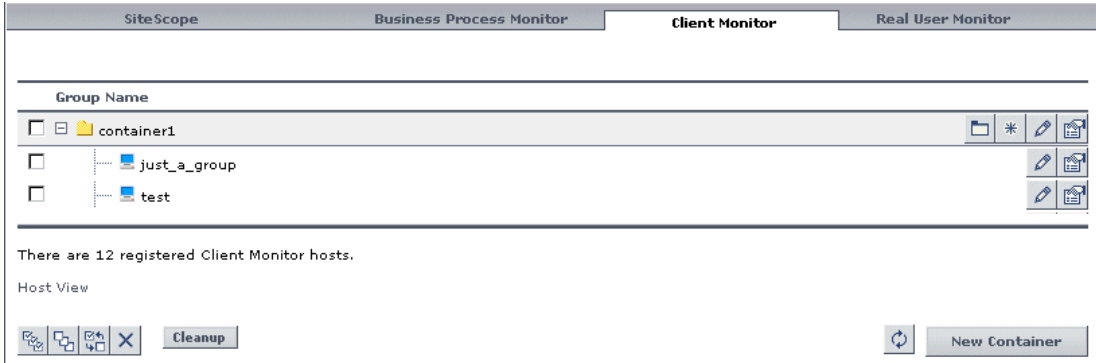 SiteScope Business Process Monitor Client Monitor Real User Monitor
Group Name
container1
just_a_group
test
There are 12 registered Client Monitor hosts.
Host View
Cleanup New Container